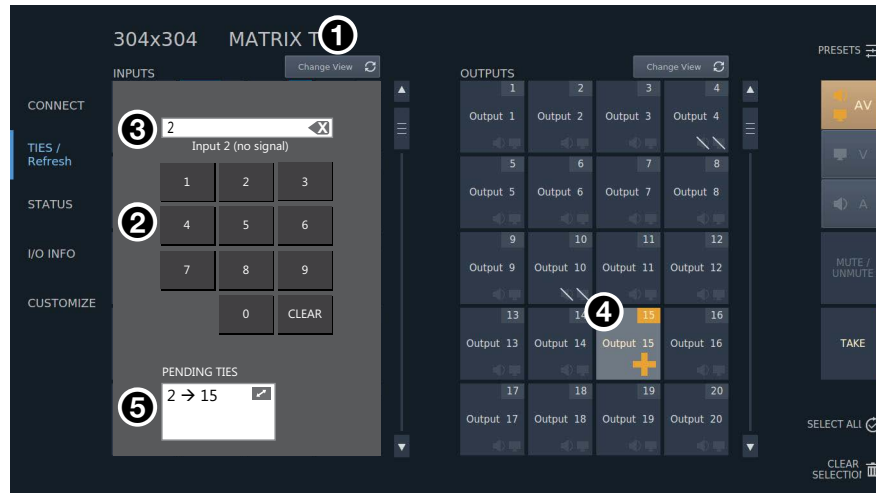 304x304 MATRIX T
1
PRESETS
INPUTS
Change View
OUTPUTS
Change View
CONNECT
TIES /
Refresh
STATUS
I/O INFO
CUSTOMIZE
3
2
X
Input 2 (no signal)
1 2 3
2
4 5 6
7 8 9
0 CLEAR
PENDING TIES
5
2 → 15
1 2 3 4
Output 1 Output 2 Output 3 Output 4
5 6 7 8
Output 5 Output 6 Output 7 Output 8
9 10 11 12
Output 9 Output 10 Output 11 Output 12
4
13 14 15 16
Output 13 Output 14 Output 15 Output 16
17 18 19 20
Output 17 Output 18 Output 19 Output 20
AV
V
A
MUTE /
UNMUTE
TAKE
SELECT ALL
CLEAR